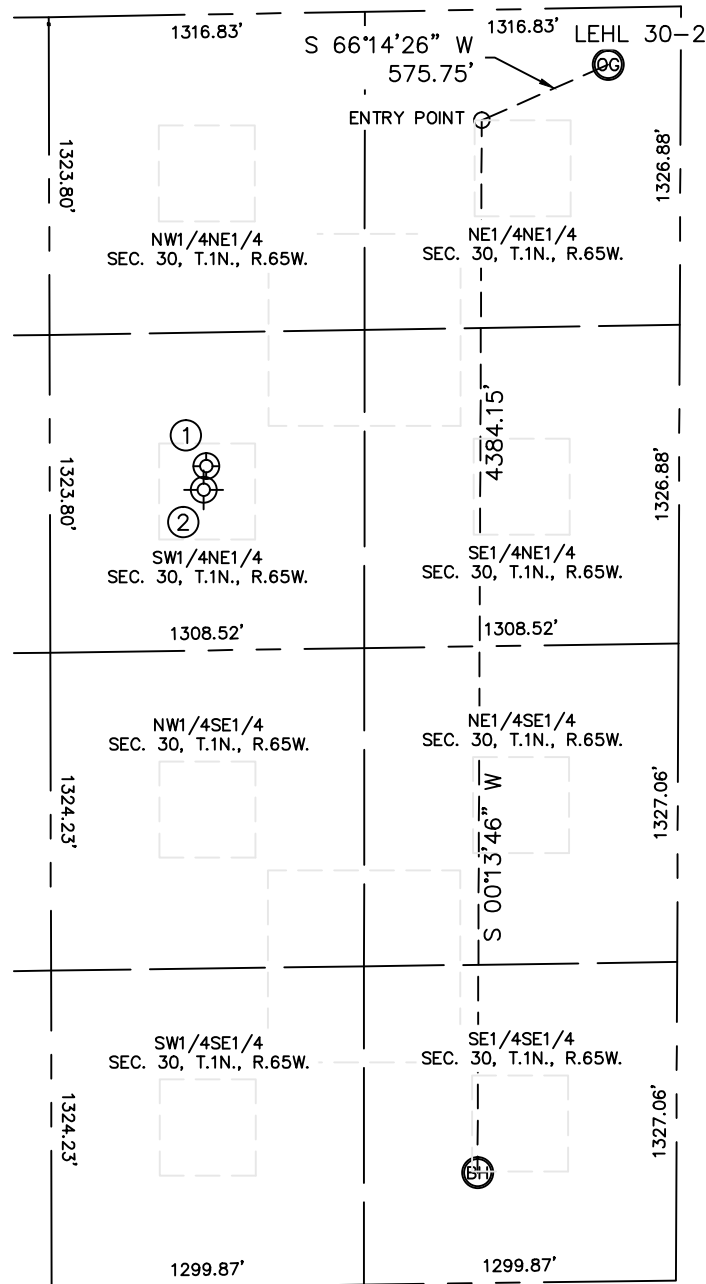 1316.83'
1316.83'
LEHL 30-2
S 66°14'26" W
575.75'
OG
ENTRY POINT
1323.80'
1326.88'
NW1/4NE1/4
SEC. 30, T.1N., R.65W.
NE1/4NE1/4
SEC. 30, T.1N., R.65W.
4384.15'
1
2
1323.80'
1326.88'
SW1/4NE1/4
SEC. 30, T.1N., R.65W.
SE1/4NE1/4
SEC. 30, T.1N., R.65W.
1308.52'
1308.52'
NW1/4SE1/4
SEC. 30, T.1N., R.65W.
NE1/4SE1/4
SEC. 30, T.1N., R.65W.
1324.23'
1327.06'
S 00°13'46" W
SW1/4SE1/4
SEC. 30, T.1N., R.65W.
SE1/4SE1/4
SEC. 30, T.1N., R.65W.
1324.23'
1327.06'
BH
1299.87'
1299.87'